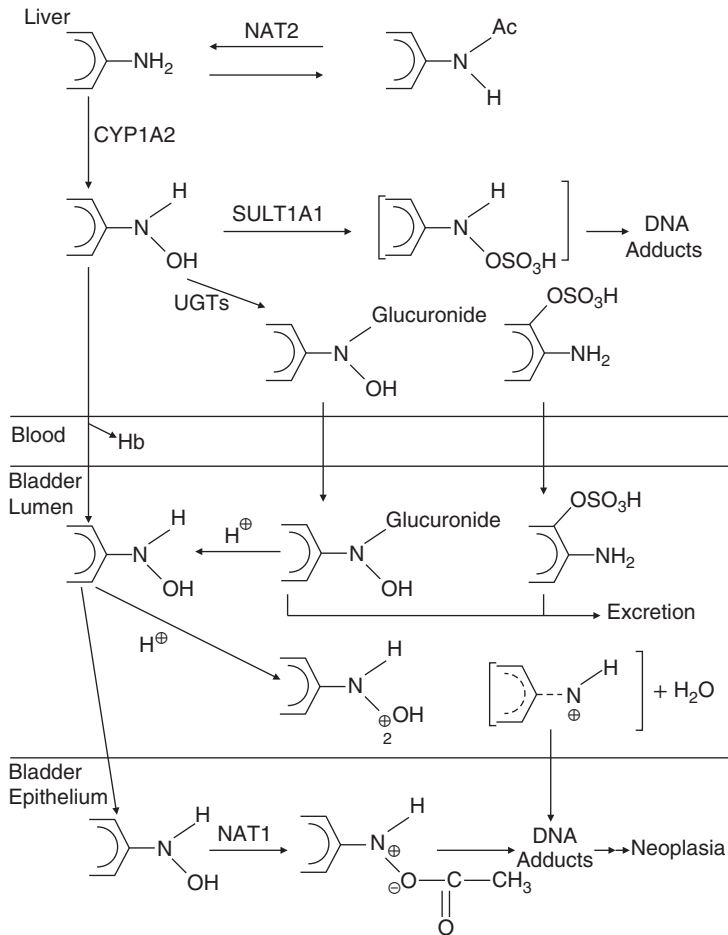 Liver
NH₂
NAT2
Ac
N
H
CYP1A2
H
N
OH
SULT1A1
H
N
OSO₃H
DNA
Adducts
UGTs
Glucuronide
N
OH
OSO₃H
NH₂
Blood
Hb
Bladder
Lumen
H
N
OH
H⊕
Glucuronide
N
OH
OSO₃H
NH₂
Excretion
H⊕
H
N
⊕OH
2
H
N
⊕
+ H₂O
Bladder
Epithelium
H
N
OH
NAT1
H
N
⊕
⊖O
C
CH₃
O
DNA
Adducts
Neoplasia